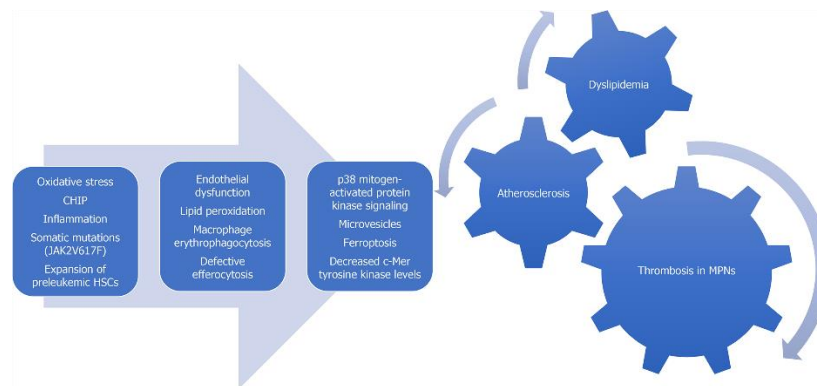 Oxidative stress
CHIP
Inflammation
Somatic mutations
(JAK2V617F)
Expansion of
preleukemic HSCs
Endothelial
dysfunction
Lipid peroxidation
Macrophage
erythrophagocytosis
Defective
efferocytosis
p38 mitogen-
activated protein
kinase signaling
Microvesicles
Ferroptosis
Decreased c-Mer
tyrosine kinase levels
Dyslipidemia
Atherosclerosis
Thrombosis in MPNs